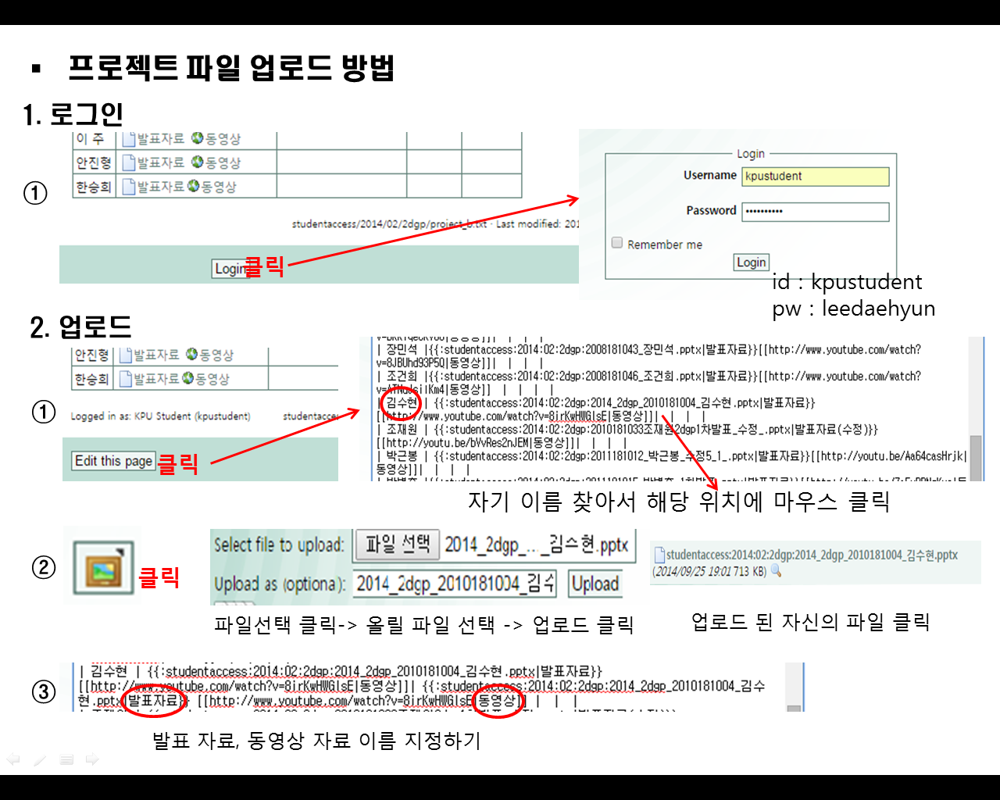 ▪ 프로젝트 파일 업로드 방법
1. 로그인
이 주 발표자료 동영상
안진형 발표자료 동영상
한승희 발표자료 동영상
①
studentaccess/2014/02/2dgp/project_b.txt · Last modified: 201
Login 클릭
Login
Username kpustudent
Password ••••••••••
Remember me
Login
id : kpustudent
pw : leedaehyun
2. 업로드
안진형 발표자료 동영상
한승희 발표자료 동영상
①
Logged in as: KPU Student (kpustudent) studentacce
Edit this page 클릭
| 장민석 |{{:studentaccess:2014:02:2dgp:2008181043_장민석.pptx|발표자료}}[[http://www.youtube.com/watch?
v=8JBUhd93P5Q|동영상]]| | | |
| 조건희 |{{:studentaccess:2014:02:2dgp:2008181046_조건희.pptx|발표자료}}[[http://www.youtube.com/watch?
|동영상]] | | | |
| 김수현 | {{:studentaccess:2014:02:2dgp:2014_2dgp_2010181004_김수현.pptx|발표자료}}
[[http://www.youtube.com/watch?v=8irKwHWGlsE|동영상]]| | | |
| 조재원 | {{:studentaccess:2014:02:2dgp:2010181033조재원2dgp1차발표_수정_.pptx|발표자료(수정)}}
[[http://youtu.be/bVvRes2nJEM|동영상]]| | | |
| 박근봉 | {{:studentaccess:2014:02:2dgp:2011181012_박근봉_수정5_1_.pptx|발표자료}}[[http://youtu.be/Aa64casHrjk|
동영상]]| | | |
자기 이름 찾아서 해당 위치에 마우스 클릭
②
클릭
Select file to upload: 파일 선택 2014_2dgp_..._김수현.pptx
Upload as (optional): 2014_2dgp_2010181004_김수 Upload
파일선택 클릭-> 올릴 파일 선택 -> 업로드 클릭
studentaccess:2014:02:2dgp:2014_2dgp_2010181004_김수현.pptx
(2014/09/25 19:01 713 KB)
업로드 된 자신의 파일 클릭
③
| 김수현 | {{:studentaccess:2014:02:2dgp:2014_2dgp_2010181004_김수현.pptx|발표자료}}
[[http://www.youtube.com/watch?v=8irKwHWGlsE|동영상]]| {{:studentaccess:2014:02:2dgp:2014_2dgp_2010181004_김수
현.pptx|발표자료}} [[http://www.youtube.com/watch?v=8irKwHWGlsE|동영상]] | | |
발표 자료, 동영상 자료 이름 지정하기